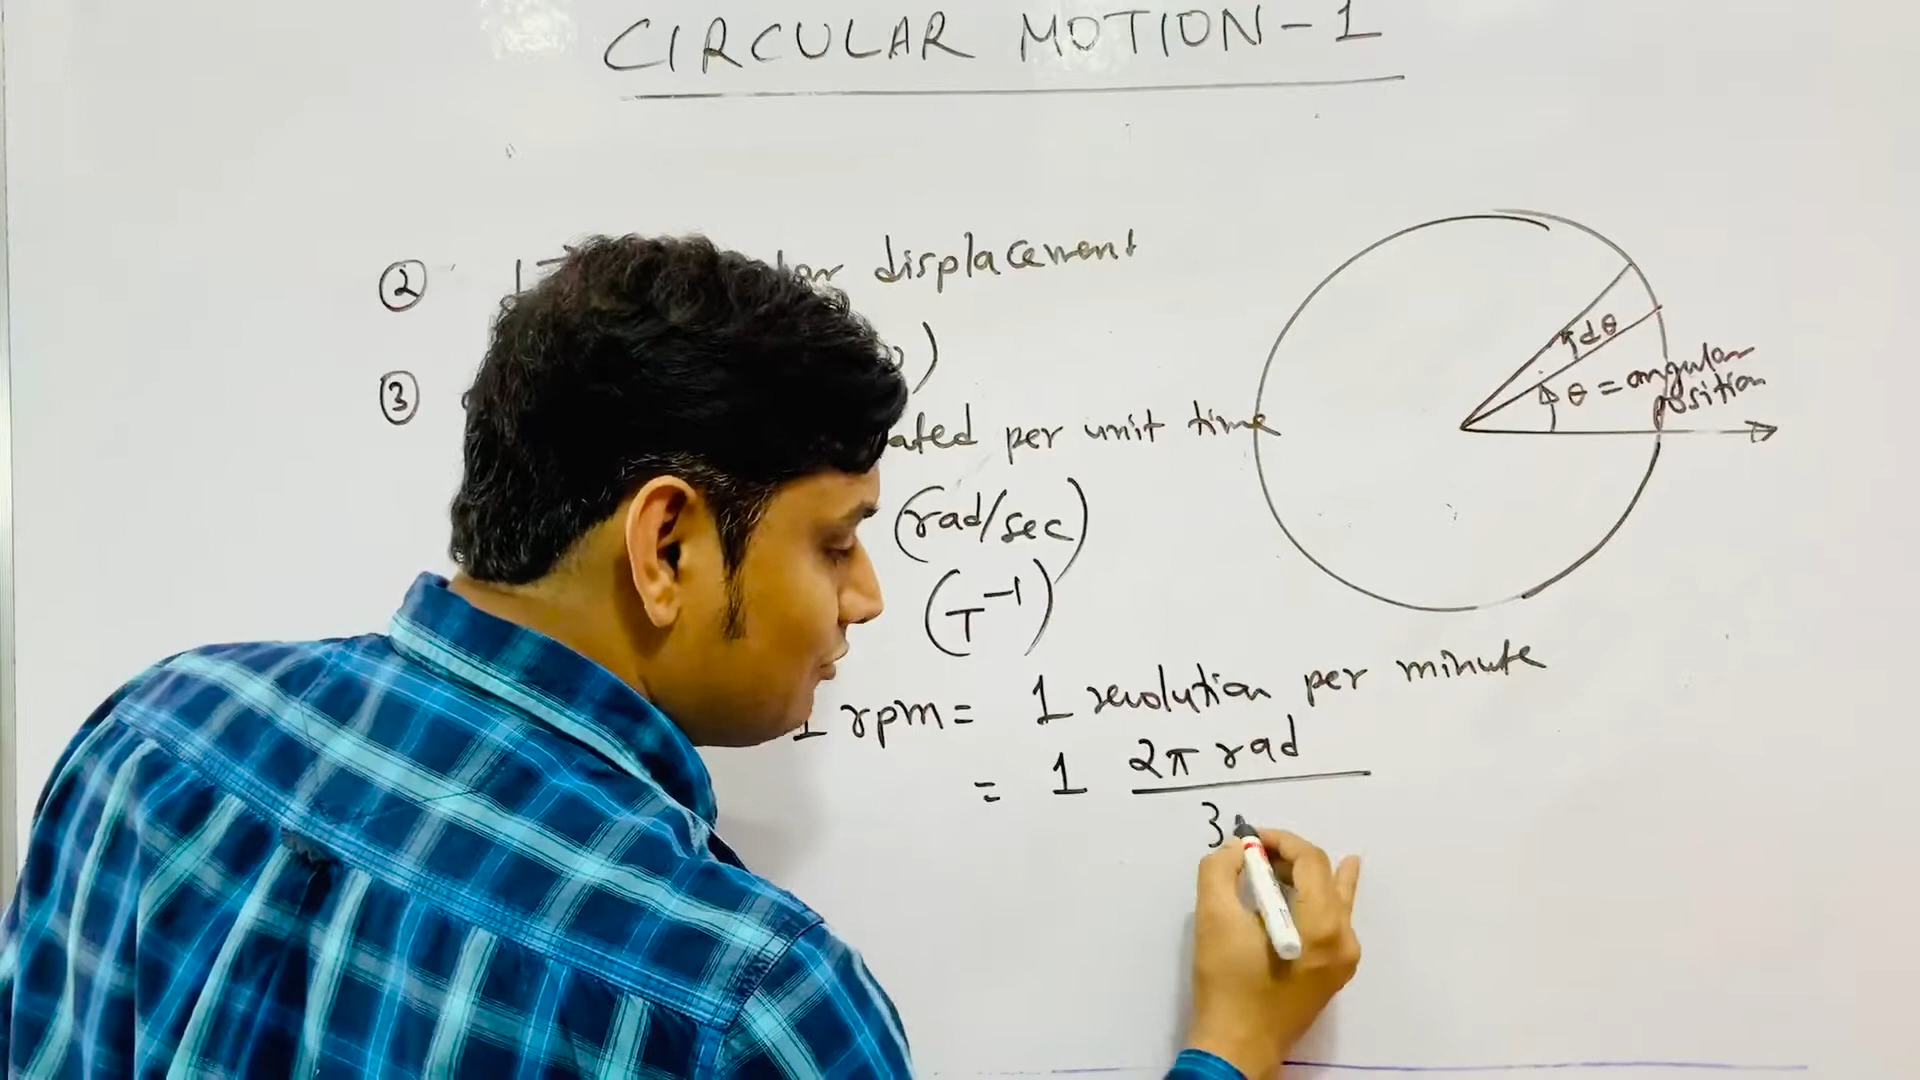 CIRCULAR MOTION-1
② displacement
③
per unit time
(rad/sec)
(T⁻¹)
1 rpm = 1 revolution per minute
= 1 2π rad
3
dθ
θ = angular
position